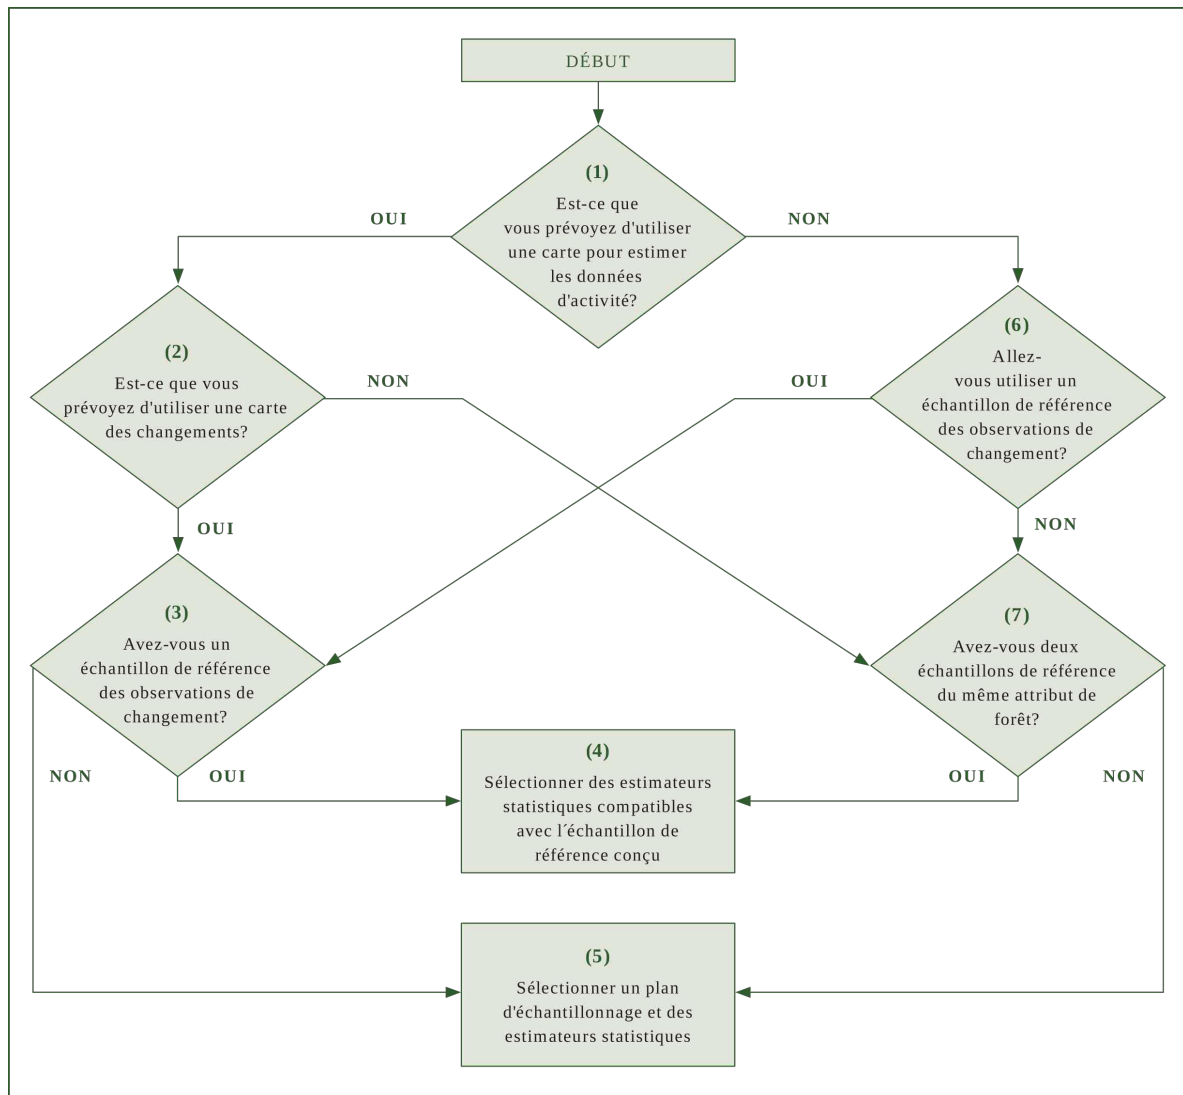 DÉBUT
(1)
Est-ce que
vous prévoyez d'utiliser
une carte pour estimer
les données
d'activité?
OUI
NON
(2)
Est-ce que vous
prévoyez d'utiliser une carte
des changements?
(6)
Allez-
vous utiliser un
échantillon de référence
des observations de
changement?
NON
OUI
OUI
NON
(3)
Avez-vous un
échantillon de référence
des observations de
changement?
(7)
Avez-vous deux
échantillons de référence
du même attribut de
forêt?
NON
OUI
OUI
NON
(4)
Sélectionner des estimateurs
statistiques compatibles
avec l´échantillon de
référence conçu
(5)
Sélectionner un plan
d'échantillonnage et des
estimateurs statistiques